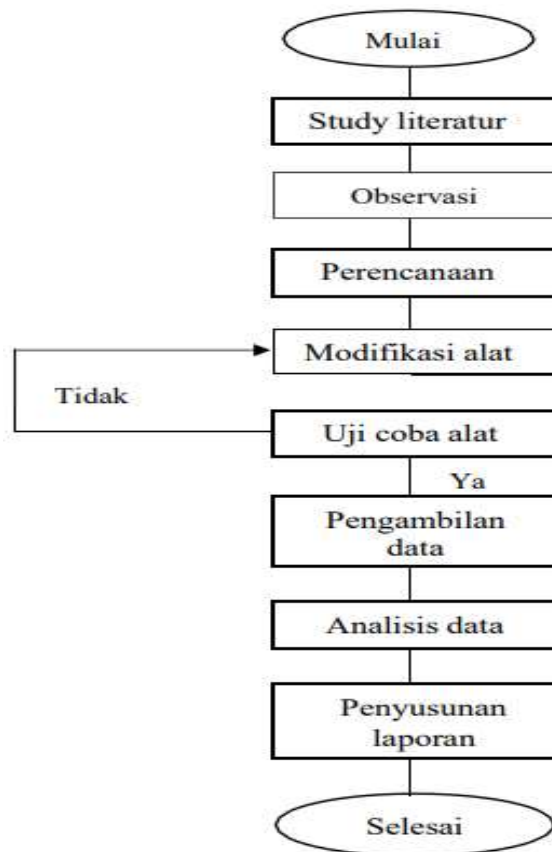 Mulai
Study literatur
Observasi
Perencanaan
Modifikasi alat
Tidak
Uji coba alat
Ya
Pengambilan
data
Analisis data
Penyusunan
laporan
Selesai